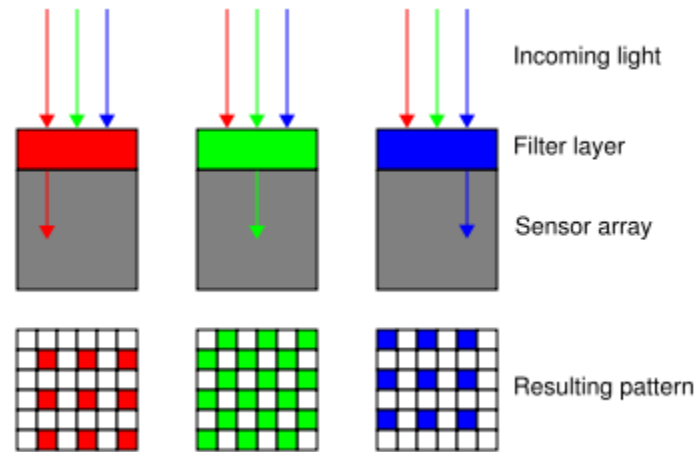 Incoming light
Filter layer
Sensor array
Resulting pattern